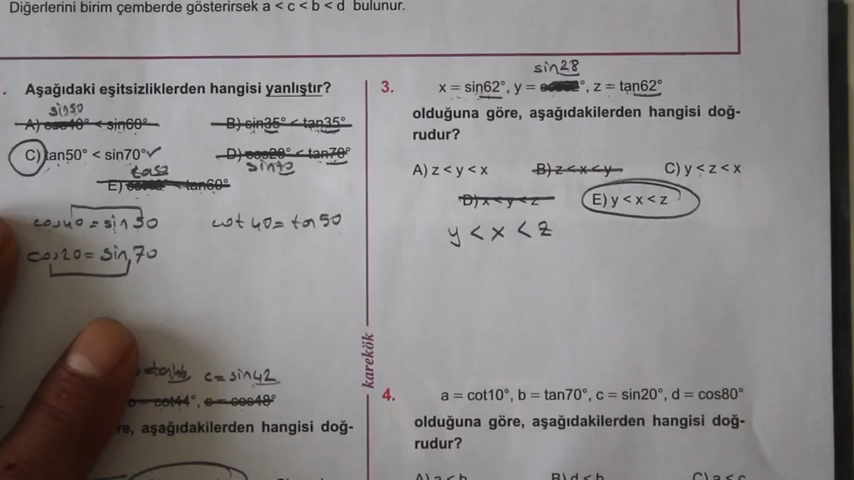 Diğerlerini birim çemberde gösterirsek a < c < b < d bulunur.
. Aşağıdaki eşitsizliklerden hangisi yanlıştır?
sin50
A) cos40° < sin60° B) sin35° < tan35°
C) tan50° < sin70° D) cos20° < tan70°
sin70
E) tan60°
cos40 = sin50 cot 40 = tan 50
cos20 = sin 70
c = sin42
= cot44°, c = cos48°
re, aşağıdakilerden hangisi doğ-
karekök
3. sin28
x = sin62°, y = °, z = tan62°
olduğuna göre, aşağıdakilerden hangisi doğ-
rudur?
A) z < y < x B) z < x < y C) y < z < x
D) x < y < z E) y < x < z
y < x < z
4. a = cot10°, b = tan70°, c = sin20°, d = cos80°
olduğuna göre, aşağıdakilerden hangisi doğ-
rudur?
A) a < b B) d < b C) a < c